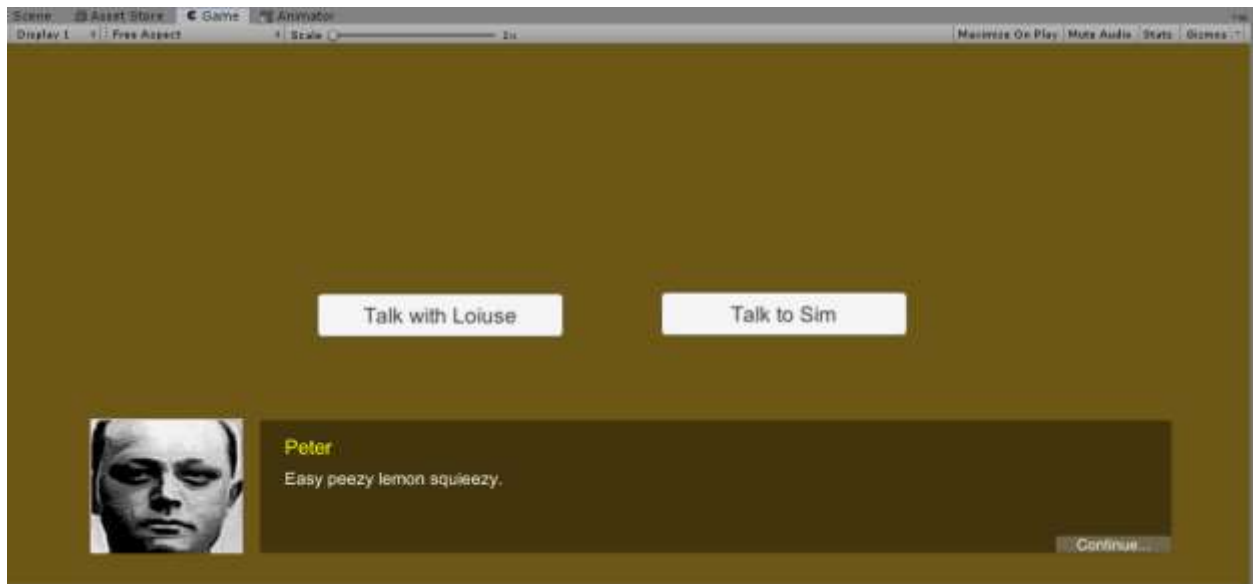 Scene Asset Store Game Animator
Display 1 Free Aspect Scale 2x Maximize On Play Mute Audio Stats Gizmos
Talk with Loiuse Talk to Sim
Peter
Easy peezy lemon squieezy.
Continue...